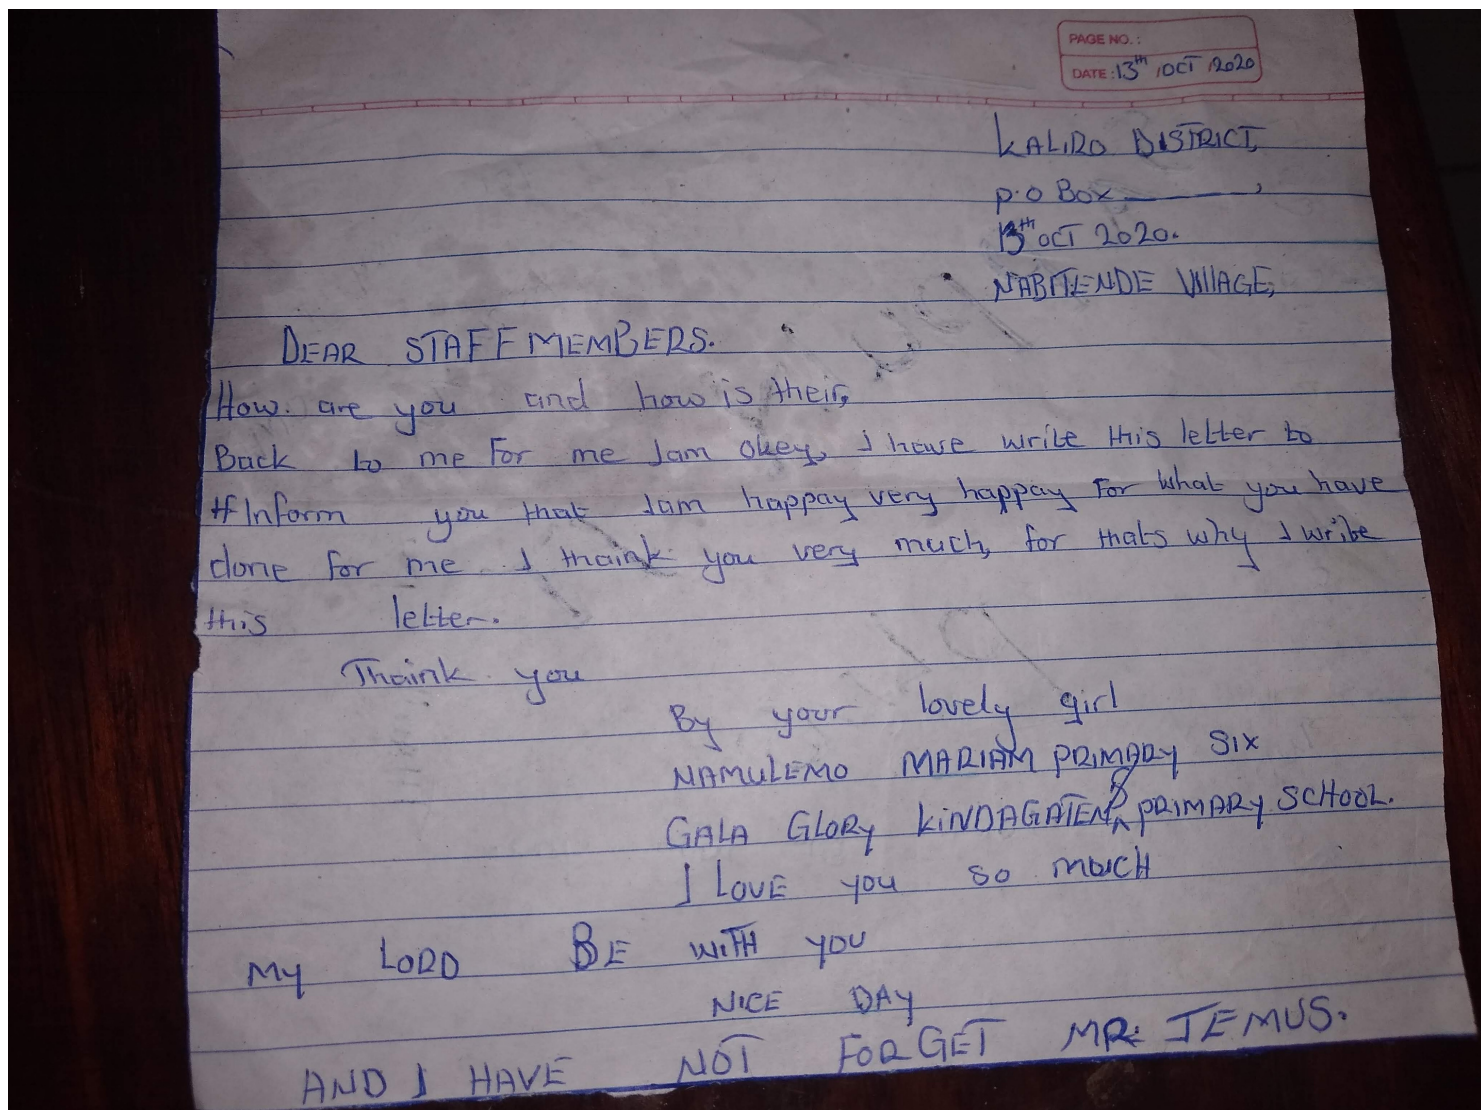 PAGE NO.:
DATE: 13th OCT 2020
KALIRO DISTRICT,
P.O BOX ———,
13th OCT 2020.
NABITENDE VIllAGE,
DEAR STAFF MEMBERS.
How. are you and how is their,
Back to me For me Iam okey, I have write this letter to
Inform you that Iam happay very happay For what you have
done for me I thaink you very much, for thats why I write
this letter.
Thaink you
By your lovely girl
NAMULEMO MARIAM PRIMARY SIX
GALA GLORY KINDAGATEN & PRIMARY SCHOOL.
I LOVE you so much
My LORD BE WITH you
NICE DAY
AND I HAVE NOT FORGET MR: JEMUS.